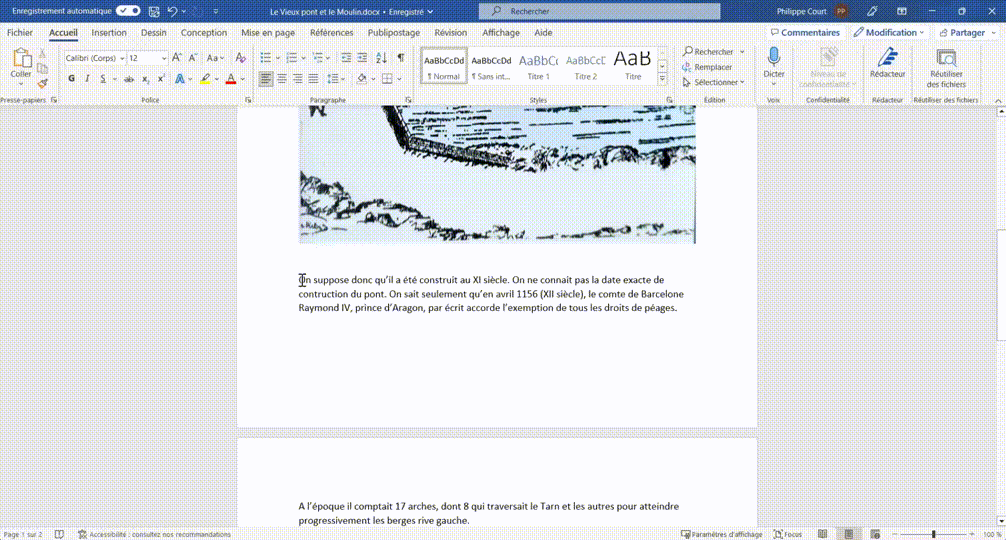 Enregistrement automatique
Le Vieux pont et le Moulin.docx • Enregistré
Rechercher
Philippe Court
PP
Fichier Accueil Insertion Dessin Conception Mise en page Références Publipostage Révision Affichage Aide
Commentaires Modification Partager
Coller
Calibri (Corps) 12
G I S
AaBbCcDd AaBbCcDd AaBbCc AaBbCcC AaB
¶ Normal ¶ Sans int... Titre 1 Titre 2 Titre
Rechercher
Remplacer
Sélectionner
Dicter
Niveau de confidentialité
Rédacteur
Réutiliser des fichiers
Presse-papiers Police Paragraphe Styles Edition Voix Confidentialité Rédacteur Réutiliser des fichiers
On suppose donc qu’il a été construit au XI siècle. On ne connait pas la date exacte de
contruction du pont. On sait seulement qu’en avril 1156 (XII siècle), le comte de Barcelone
Raymond IV, prince d’Aragon, par écrit accorde l’exemption de tous les droits de péages.
A l’époque il comptait 17 arches, dont 8 qui traversait le Tarn et les autres pour atteindre
progressivement les berges rive gauche.
Page 1 sur 2
Accessibilité : consultez nos recommandations
Paramètres d’affichage
Focus
100 %